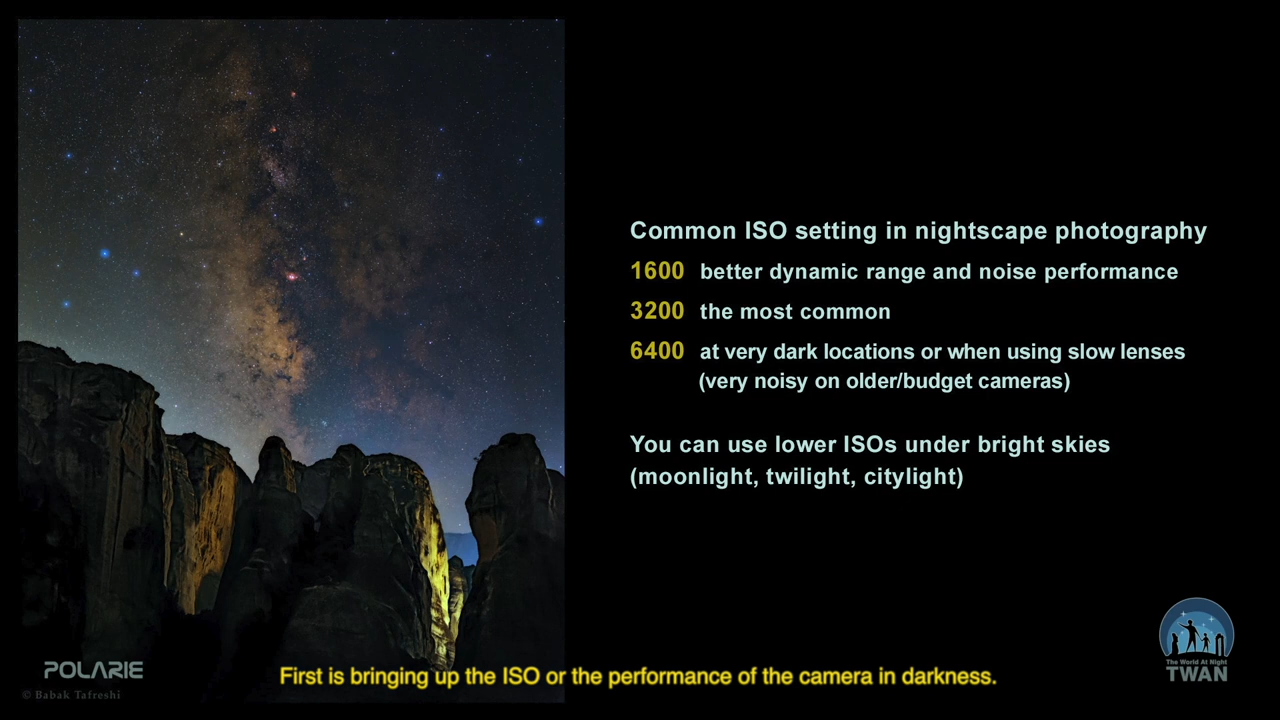 Common ISO setting in nightscape photography
1600 better dynamic range and noise performance
3200 the most common
6400 at very dark locations or when using slow lenses
(very noisy on older/budget cameras)
You can use lower ISOs under bright skies
(moonlight, twilight, citylight)
POLARIE
© Babak Tafreshi
First is bringing up the ISO or the performance of the camera in darkness.
The World At Night
TWAN